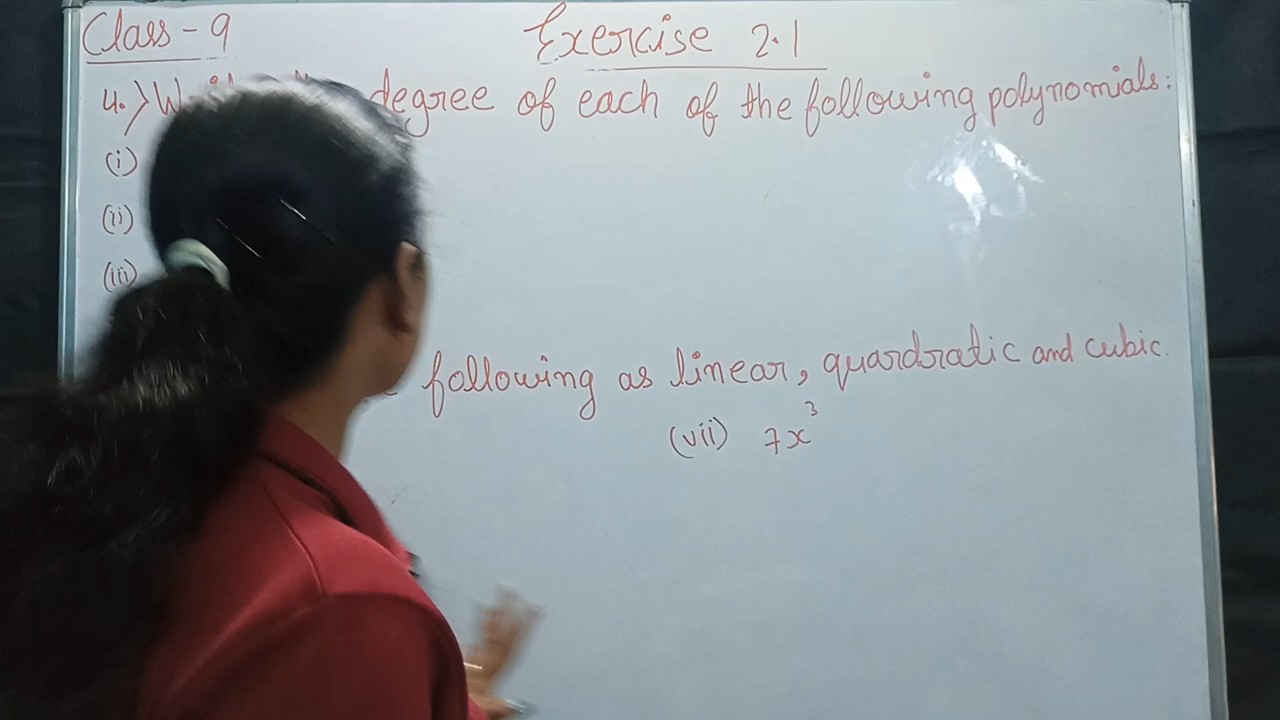 Class - 9
Exercise 2.1
4.> degree of each of the following polynomials:
(i)
(ii)
(iii)
following as linear, quardratic and cubic.
(vii) 7x³